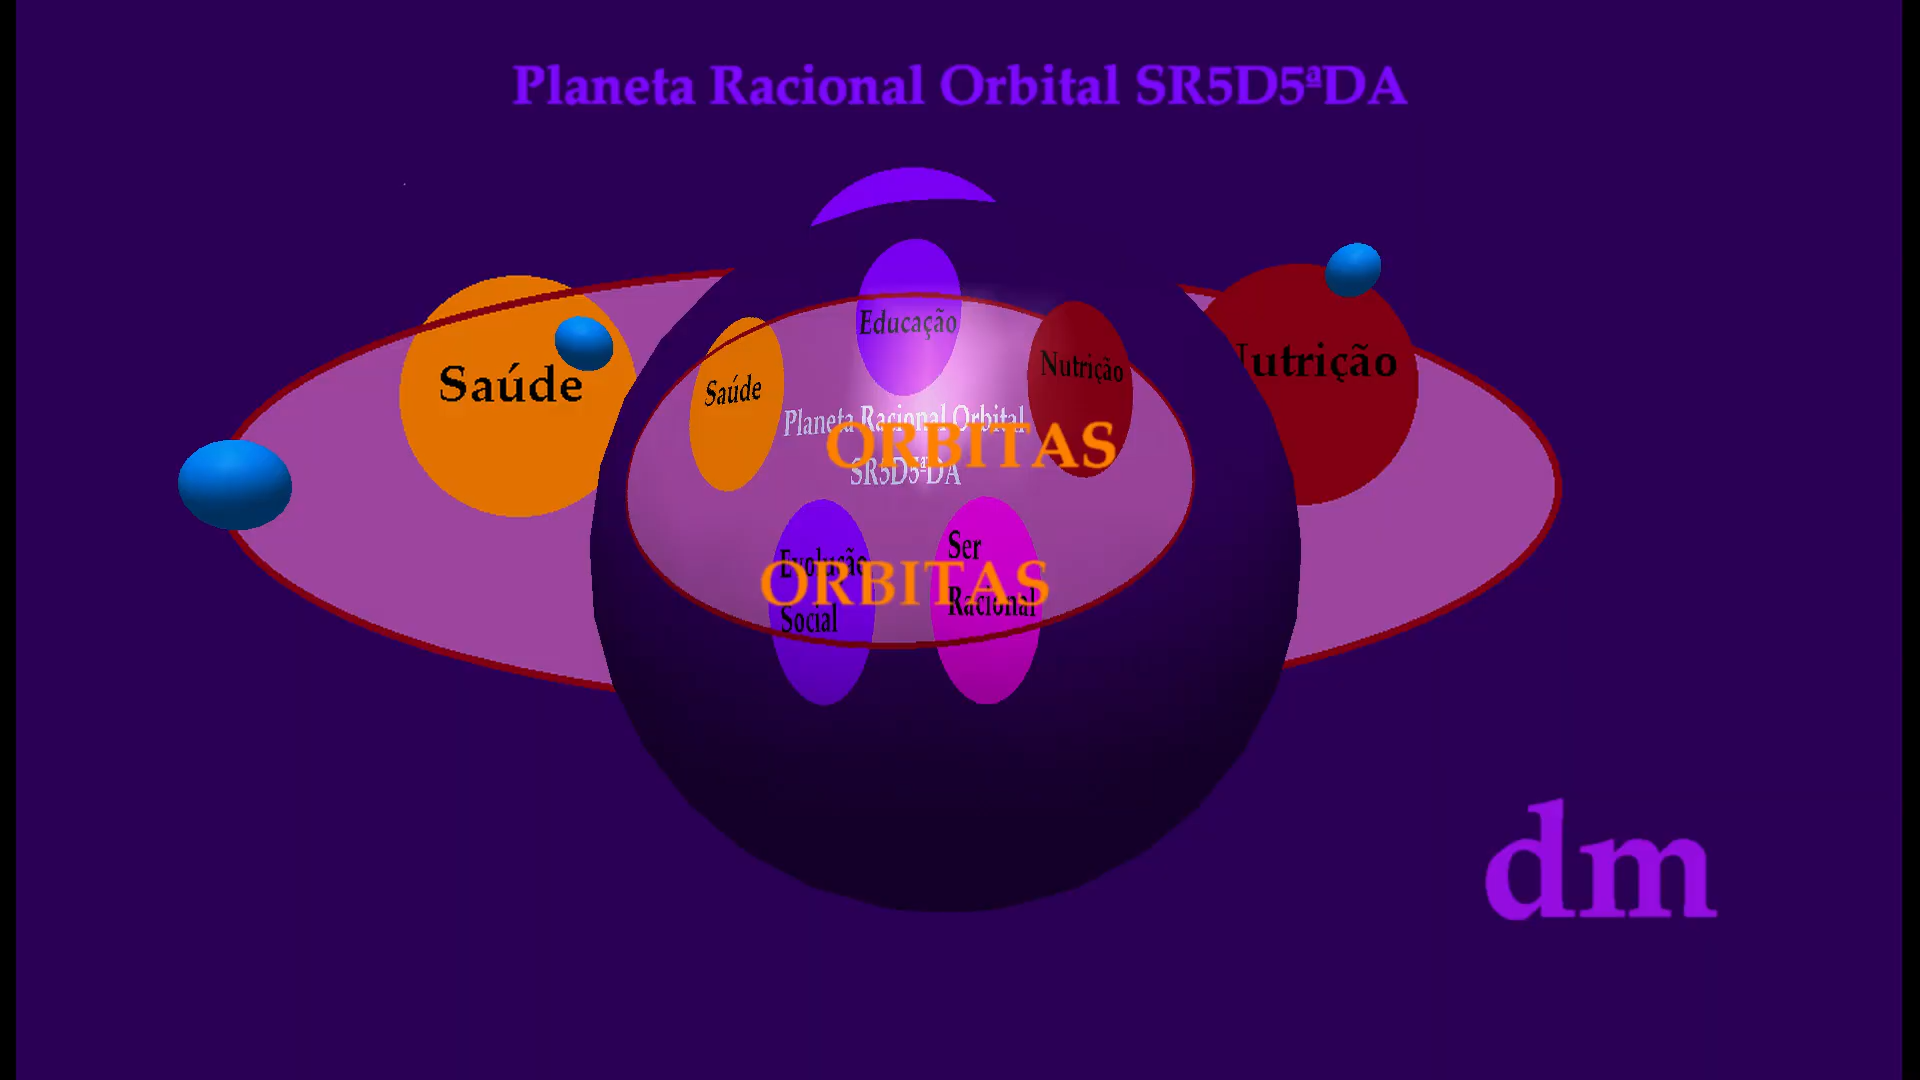 Planeta Racional Orbital SR5D5ªDA
Educação
Saúde
Nutrição
Saúde
utrição
Planeta Racional Orbital
SR5D5ªDA
ORBITAS
Evolução
Social
Ser
Racional
ORBITAS
dm